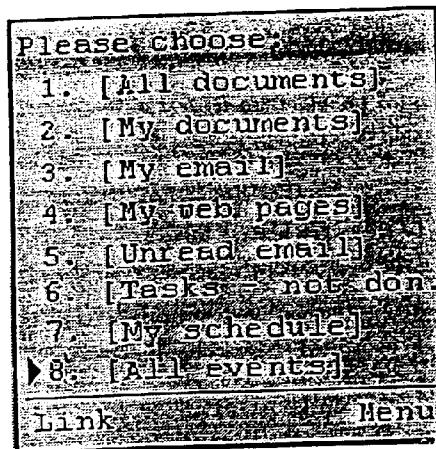 Please choose:
1. [All documents]
2. [My documents]
3. [My email]
4. [My web pages]
5. [Unread email]
6. [Tasks - not don
7. [My schedule]
8. [All events]
Link Menu